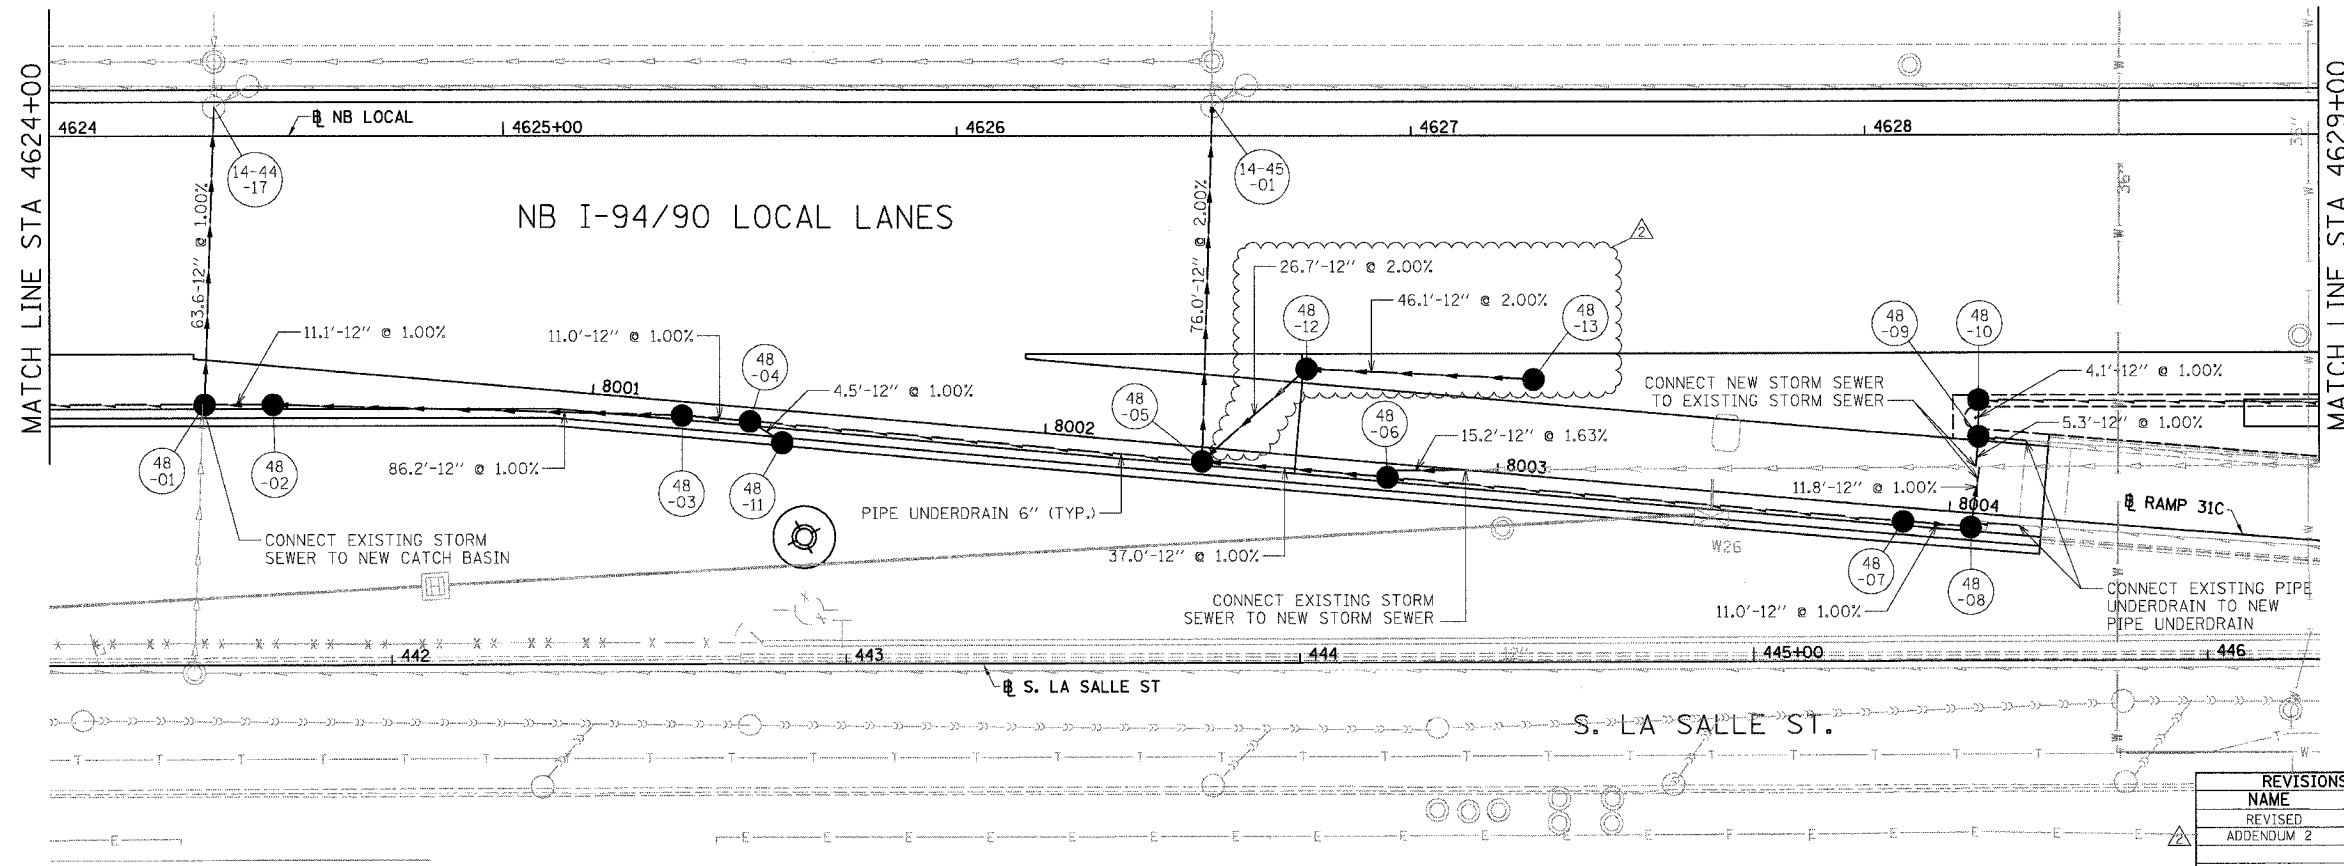 MATCH LINE STA 4624+00
MATCH LINE STA 4629+00
4624
℄ NB LOCAL
4625+00
4626
4627
4628
14-44
-17
14-45
-01
36"
W
63.6-12" @ 1.00%
76.0'-12" @ 2.00%
NB I-94/90 LOCAL LANES
2
26.7'-12" @ 2.00%
46.1'-12" @ 2.00%
48
-12
48
-13
48
-09
48
-10
11.1'-12" @ 1.00%
11.0'-12" @ 1.00%
48
-04
4.5'-12" @ 1.00%
8001
48
-05
8002
48
-06
15.2'-12" @ 1.63%
8003
CONNECT NEW STORM SEWER
TO EXISTING STORM SEWER
4.1'-12" @ 1.00%
5.3'-12" @ 1.00%
11.8'-12" @ 1.00%
8004
℄ RAMP 31C
48
-01
48
-02
86.2'-12" @ 1.00%
48
-03
48
-11
PIPE UNDERDRAIN 6" (TYP.)
37.0'-12" @ 1.00%
W26
48
-07
48
-08
11.0'-12" @ 1.00%
CONNECT EXISTING STORM
SEWER TO NEW CATCH BASIN
CONNECT EXISTING STORM
SEWER TO NEW STORM SEWER
CONNECT EXISTING PIPE
UNDERDRAIN TO NEW
PIPE UNDERDRAIN
H
442
443
444
445+00
446
℄ S. LA SALLE ST
S. LA SALLE ST.
T T T T T T T T T T T T
E E E E E E E E E E E
REVISIONS
NAME
REVISED
2
ADDENDUM 2